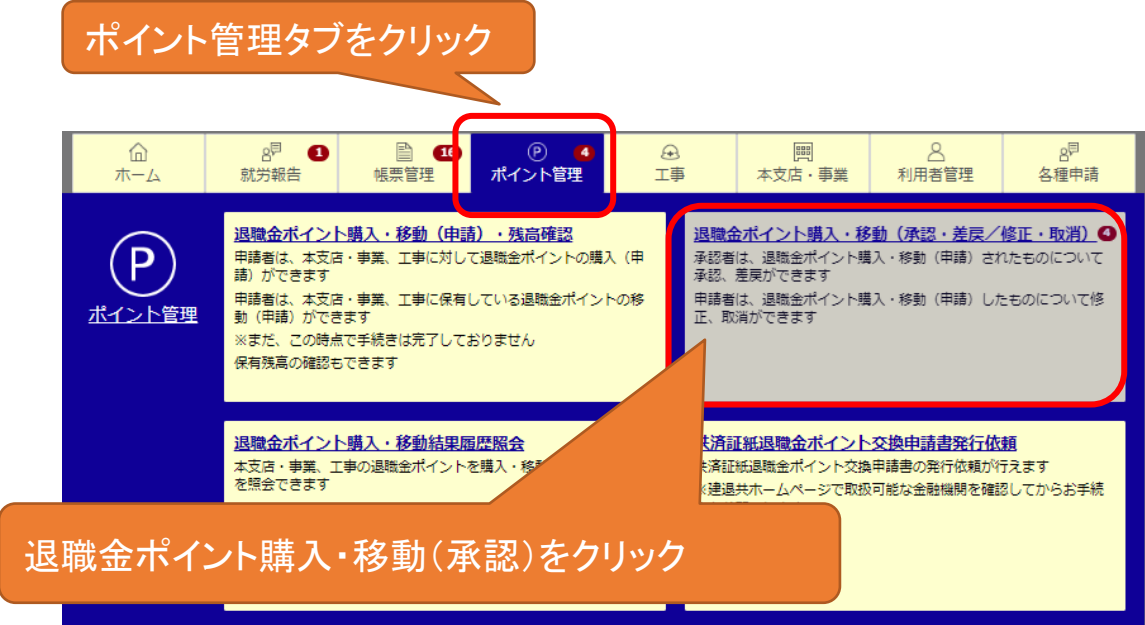 ポイント管理タブをクリック
ホーム
就労報告
1
帳票管理
16
ポイント管理
4
工事
本支店・事業
利用者管理
各種申請
P
ポイント管理
退職金ポイント購入・移動（申請）・残高確認
申請者は、本支店・事業、工事に対して退職金ポイントの購入（申
請）ができます
申請者は、本支店・事業、工事に保有している退職金ポイントの移
動（申請）ができます
※まだ、この時点で手続きは完了しておりません
保有残高の確認もできます
退職金ポイント購入・移動（承認・差戻／修正・取消）
4
承認者は、退職金ポイント購入・移動（申請）されたものについて
承認、差戻ができます
申請者は、退職金ポイント購入・移動（申請）したものについて修
正、取消ができます
退職金ポイント購入・移動結果履歴照会
本支店・事業、工事の退職金ポイントを購入・移
を照会できます
済証紙退職金ポイント交換申請書発行依頼
済証紙退職金ポイント交換申請書の発行依頼が行えます
※建退共ホームページで取扱可能な金融機関を確認してからお手続
退職金ポイント購入・移動（承認）をクリック